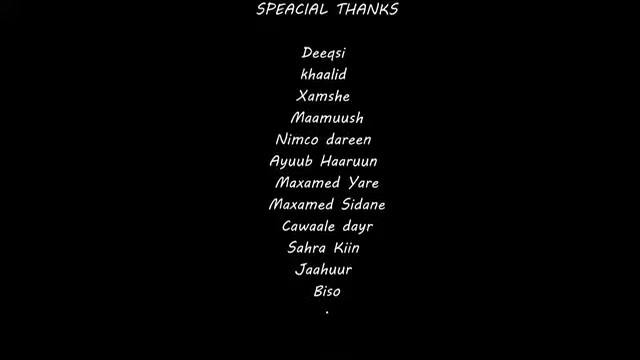 SPEACIAL THANKS
Deeqsi
khaalid
Xamshe
Maamuush
Nimco dareen
Ayuub Haaruun
Maxamed Yare
Maxamed Sidane
Cawaale dayr
Sahra Kiin
Jaahuur
Biso
.